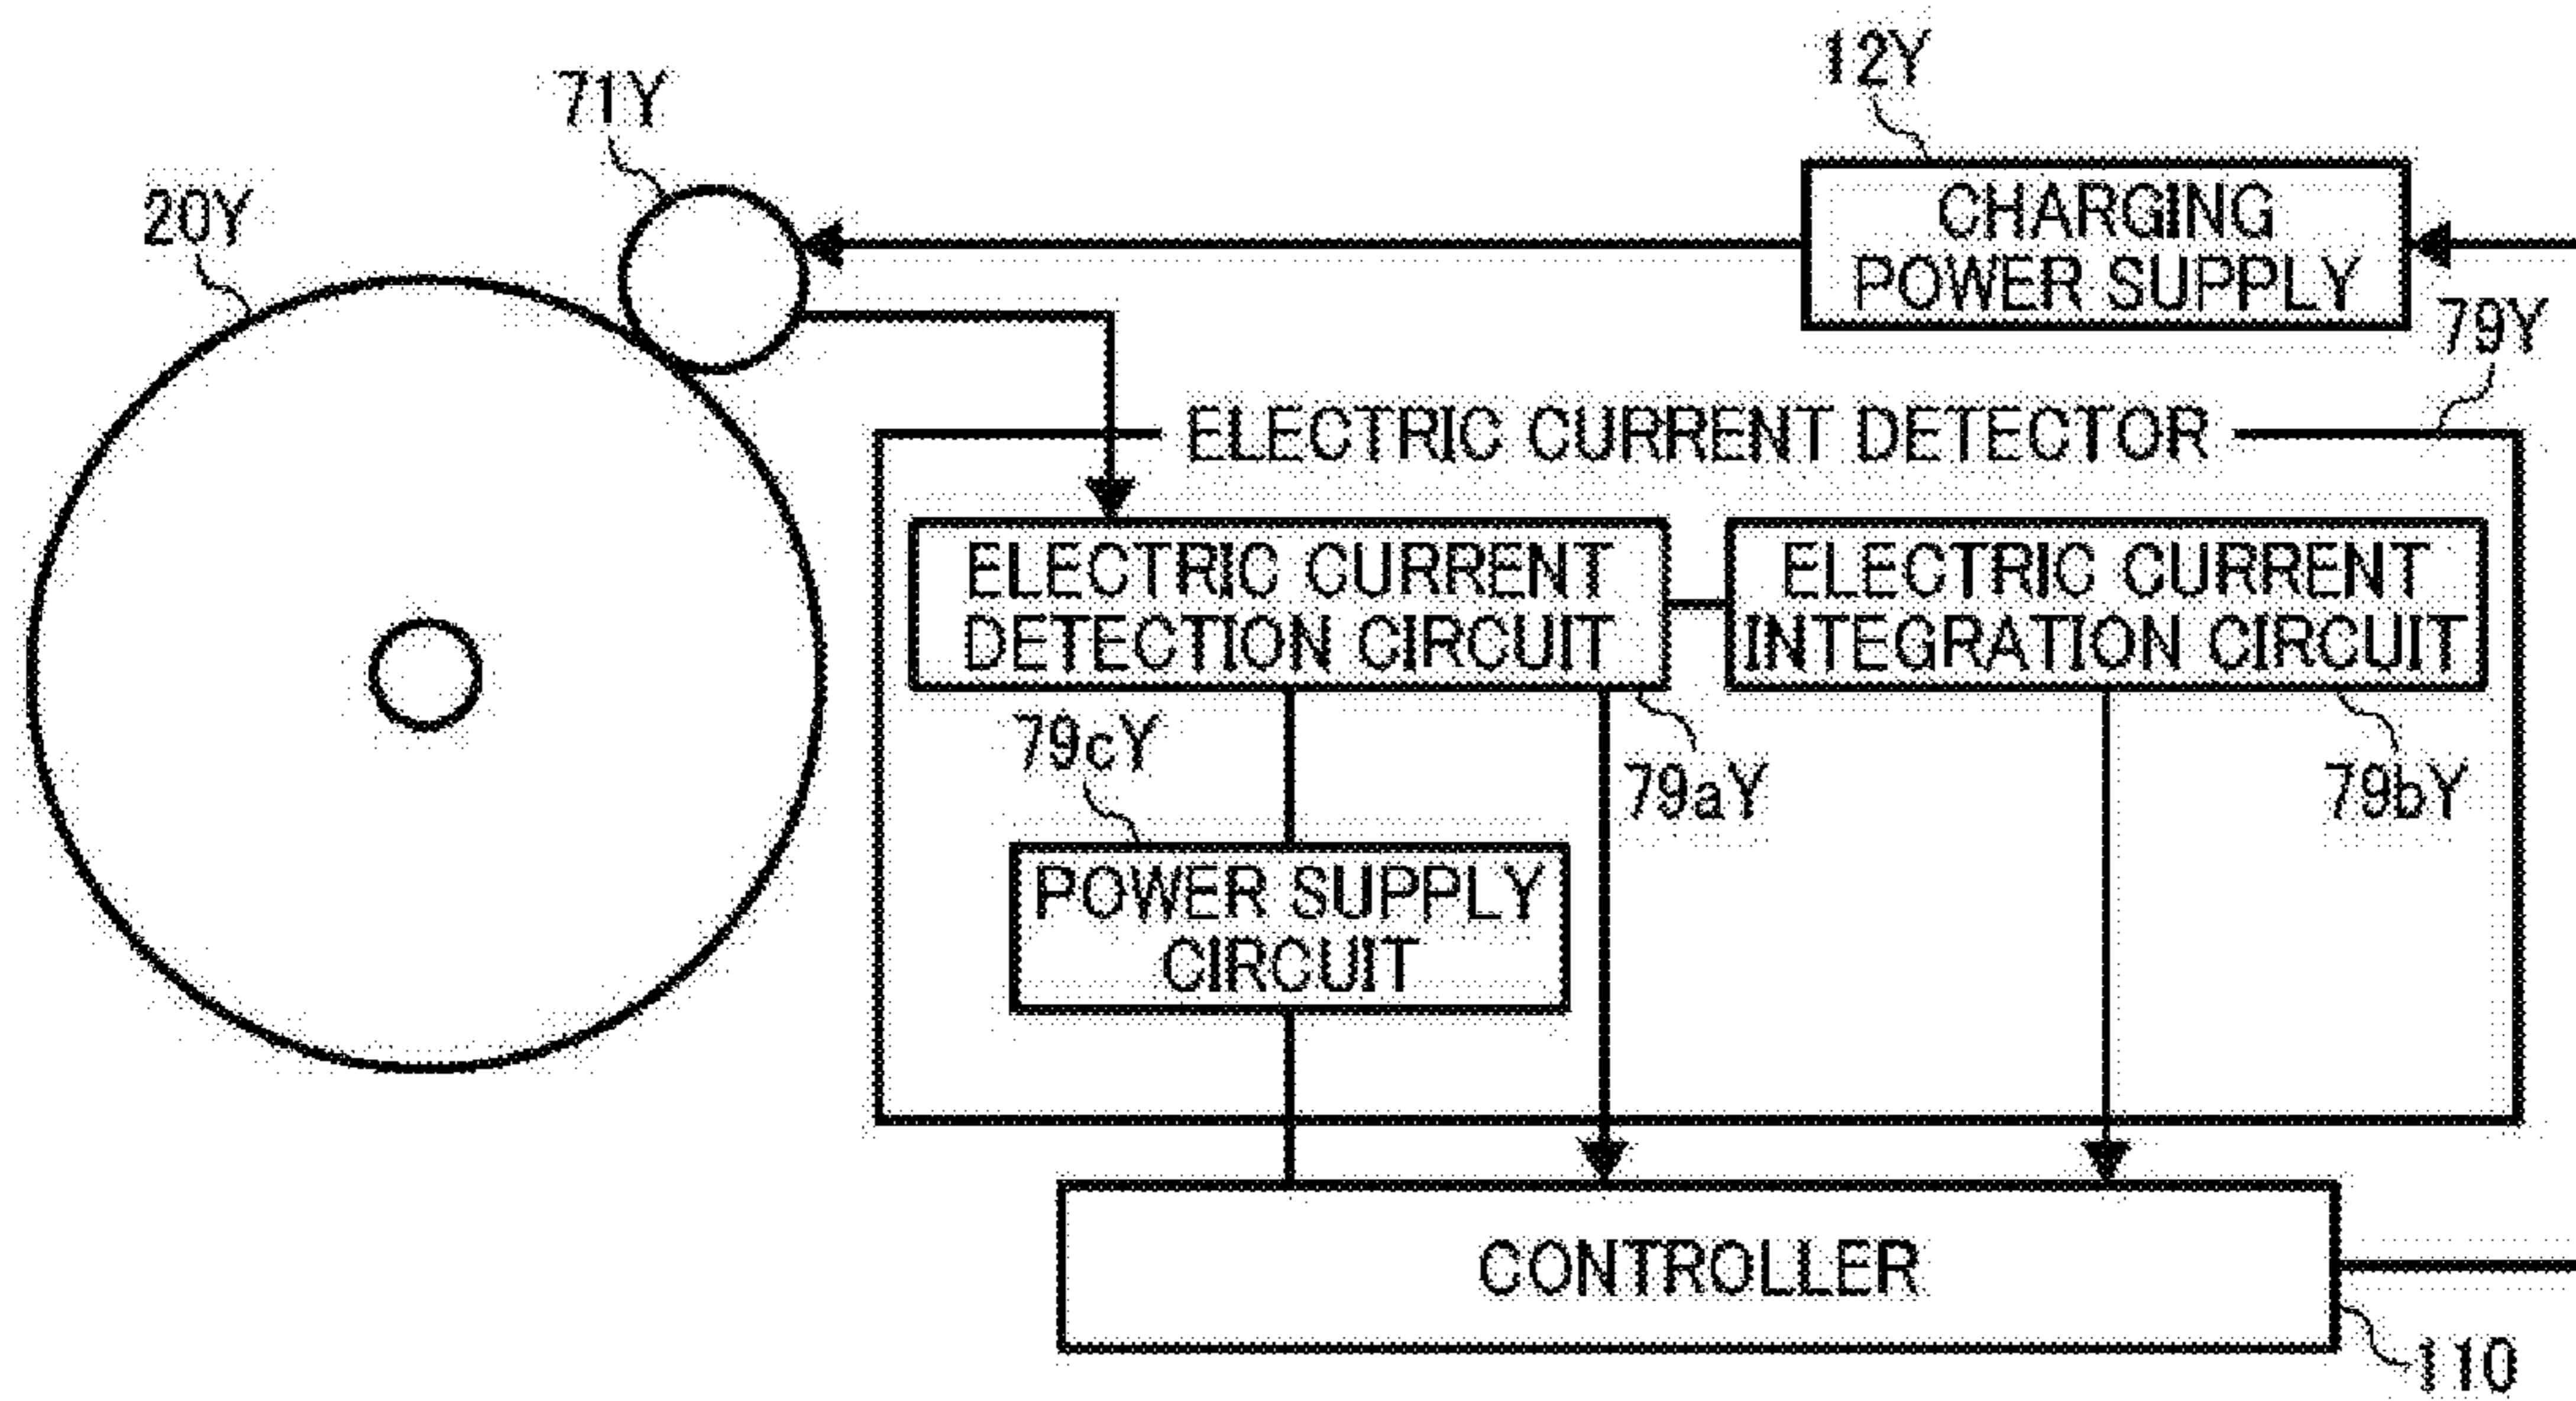 12Y
71Y
20Y
CHARGING
POWER SUPPLY
79Y
ELECTRIC CURRENT DETECTOR
ELECTRIC CURRENT
DETECTION CIRCUIT
ELECTRIC CURRENT
INTEGRATION CIRCUIT
79cY
79aY
79bY
POWER SUPPLY
CIRCUIT
CONTROLLER
110